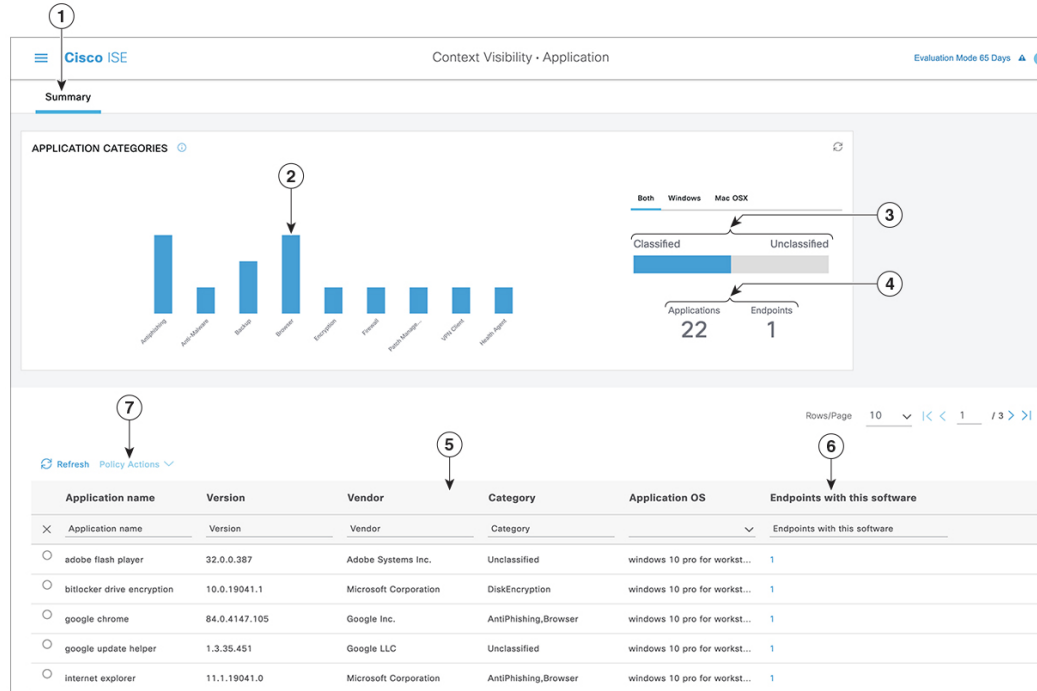 1
Cisco ISE
Context Visibility · Application
Evaluation Mode 65 Days
Summary
APPLICATION CATEGORIES
2
Both Windows Mac OSX
3
Classified Unclassified
4
Applications Endpoints
22 1
Antiphishing Anti-Malware Backup Browser Encryption Firewall Patch Manage... VPN Client Health Agent
7
Rows/Page 10 1 / 3
5
6
Refresh Policy Actions
Application name Version Vendor Category Application OS Endpoints with this software
Application name Version Vendor Category Endpoints with this software
adobe flash player 32.0.0.387 Adobe Systems Inc. Unclassified windows 10 pro for workst... 1
bitlocker drive encryption 10.0.19041.1 Microsoft Corporation DiskEncryption windows 10 pro for workst... 1
google chrome 84.0.4147.105 Google Inc. AntiPhishing,Browser windows 10 pro for workst... 1
google update helper 1.3.35.451 Google LLC Unclassified windows 10 pro for workst... 1
internet explorer 11.1.19041.0 Microsoft Corporation AntiPhishing,Browser windows 10 pro for workst... 1